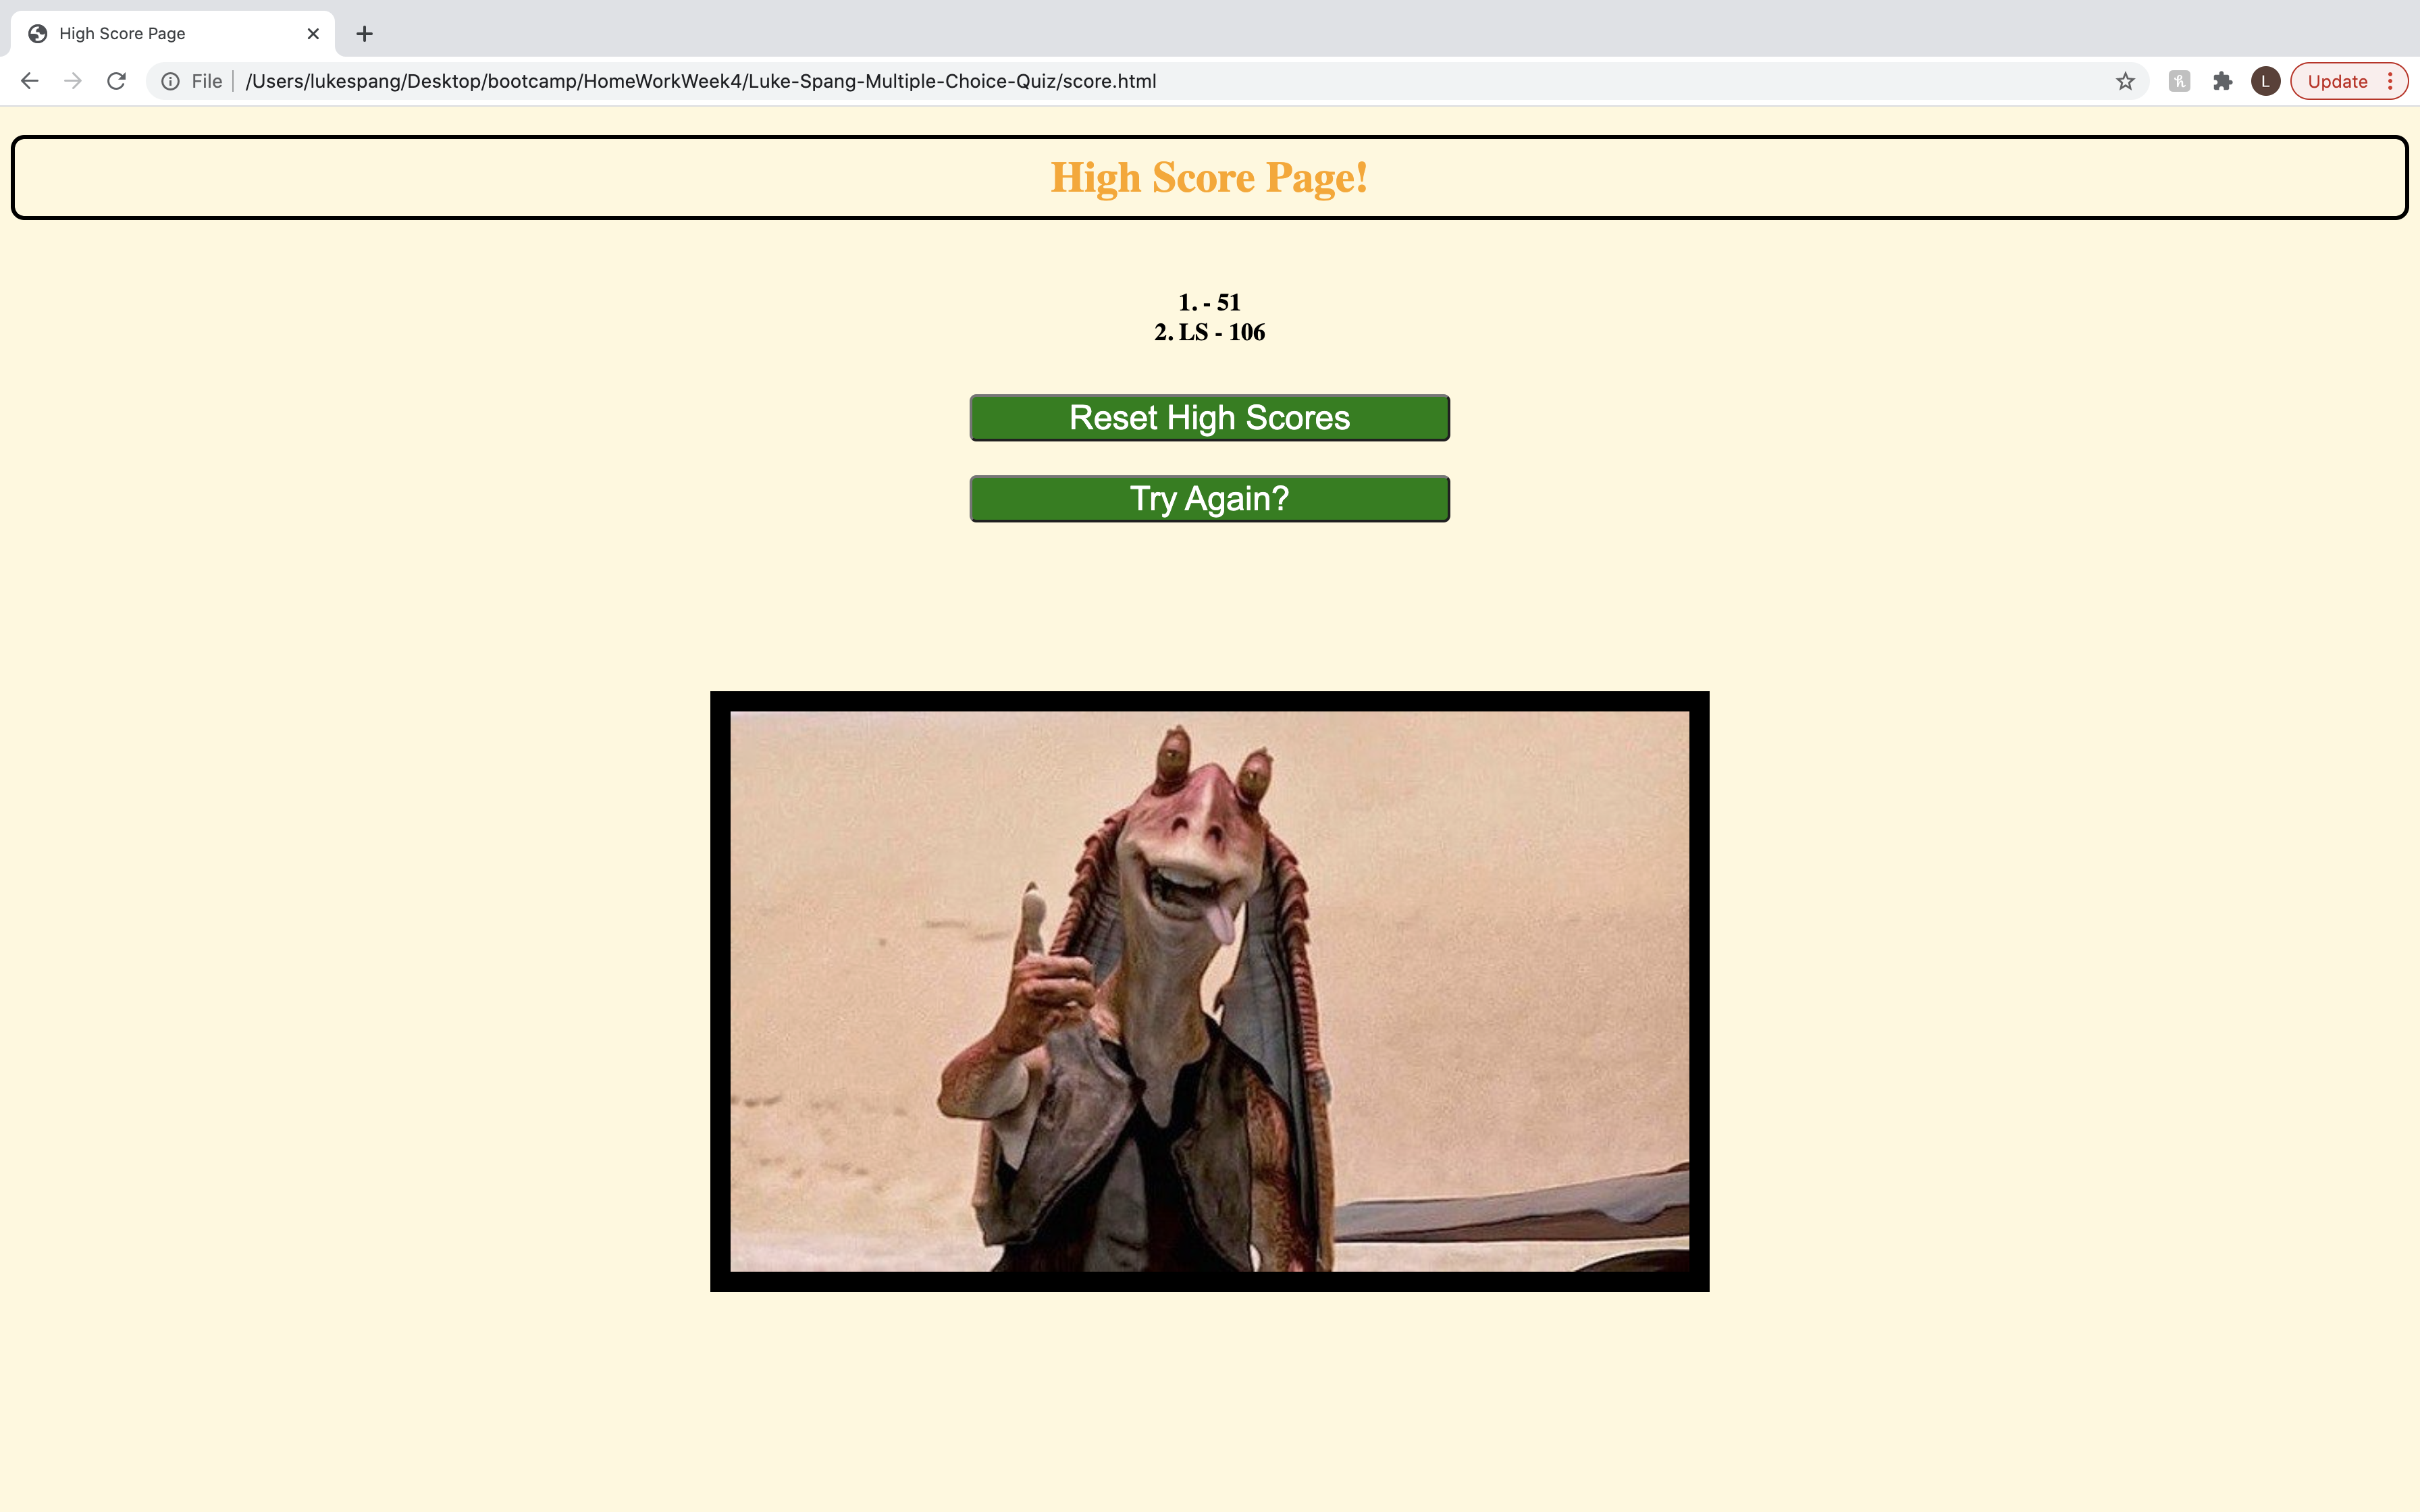 High Score Page
File
/Users/lukespang/Desktop/bootcamp/HomeWorkWeek4/Luke-Spang-Multiple-Choice-Quiz/score.html
L
Update
High Score Page!
1. - 51
2. LS - 106
Reset High Scores
Try Again?